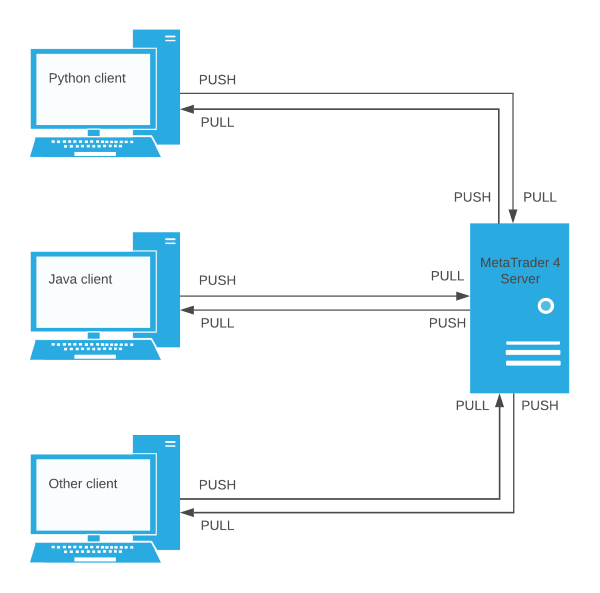 Python client
PUSH
PULL
PUSH
PULL
MetaTrader 4
Server
Java client
PUSH
PULL
PULL
PUSH
PULL
PUSH
Other client
PUSH
PULL